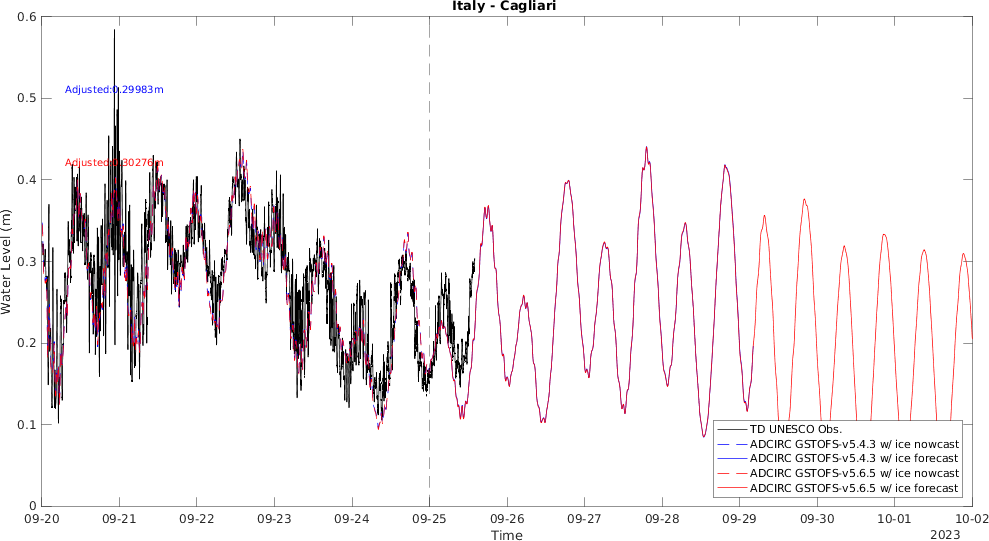 Italy - Cagliari
0.6
0.5
0.4
0.3
0.2
0.1
0
Water Level (m)
Adjusted:0.29983m
Adjusted:0.30276m
TD UNESCO Obs.
ADCIRC GSTOFS-v5.4.3 w/ ice nowcast
ADCIRC GSTOFS-v5.4.3 w/ ice forecast
ADCIRC GSTOFS-v5.6.5 w/ ice nowcast
ADCIRC GSTOFS-v5.6.5 w/ ice forecast
09-20 09-21 09-22 09-23 09-24 09-25 09-26 09-27 09-28 09-29 09-30 10-01 10-02
Time
2023